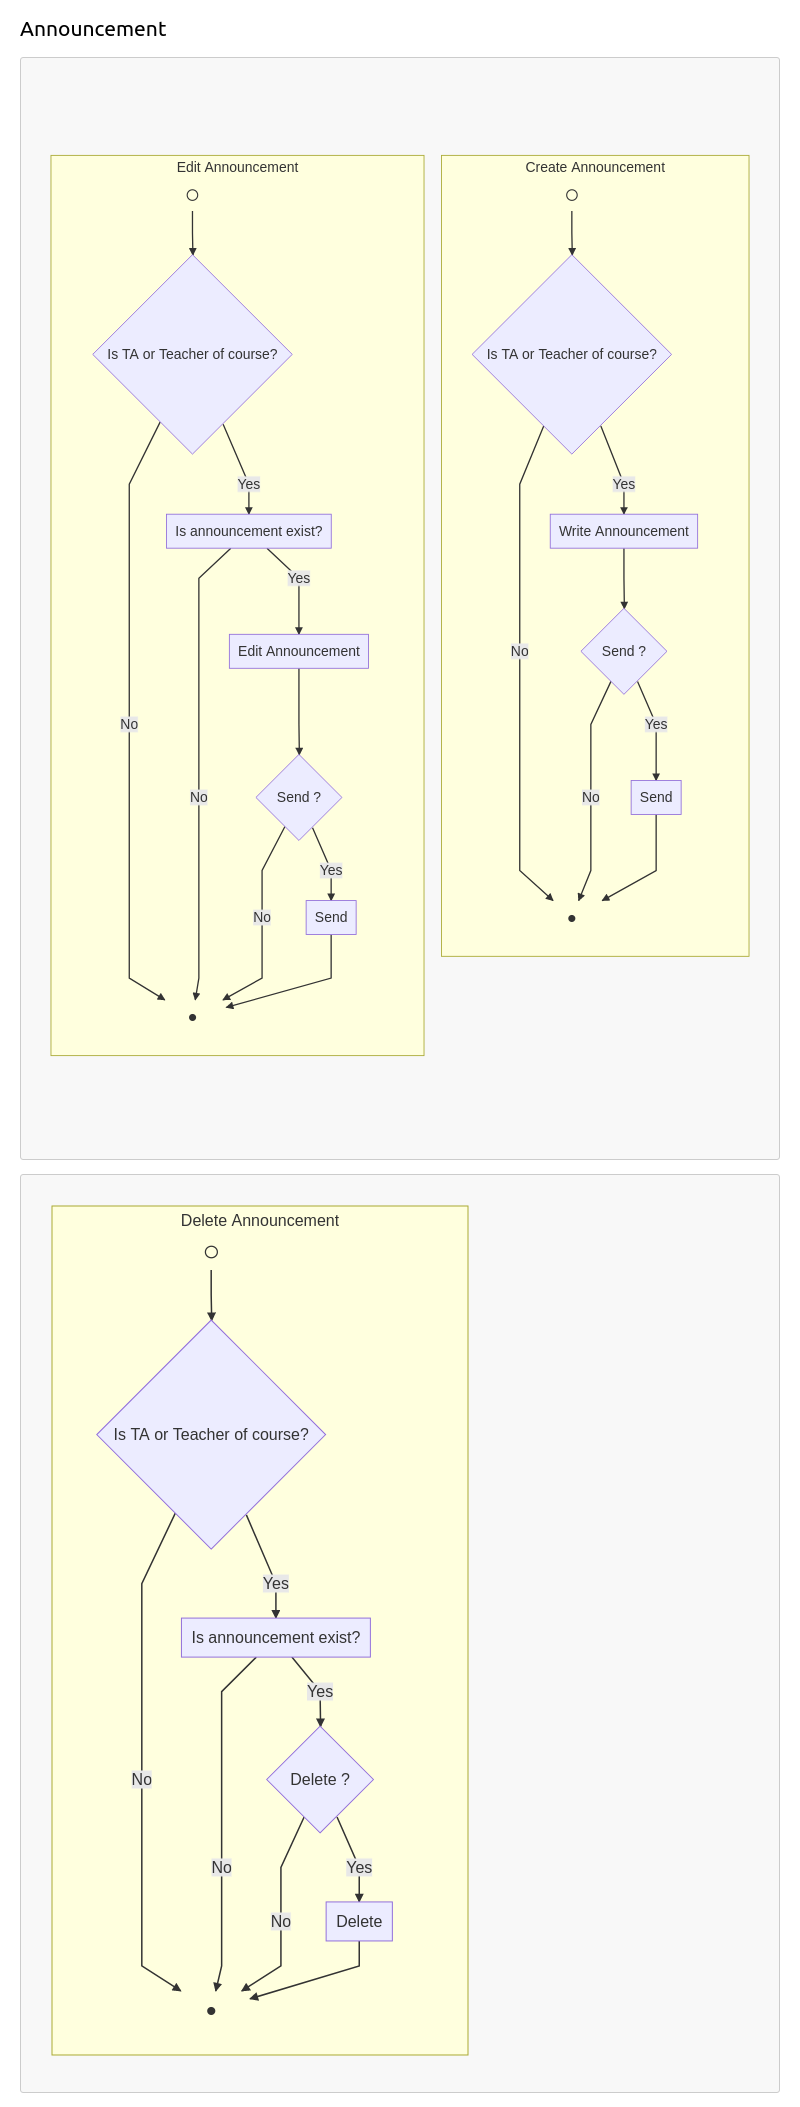 Announcement
Edit Announcement
Is TA or Teacher of course?
Yes
Is announcement exist?
Yes
Edit Announcement
No
Send ?
No
Yes
No
Send
Create Announcement
Is TA or Teacher of course?
Yes
Write Announcement
No
Send ?
Yes
No
Send
Delete Announcement
Is TA or Teacher of course?
Yes
Is announcement exist?
Yes
No
Delete ?
No
Yes
No
Delete